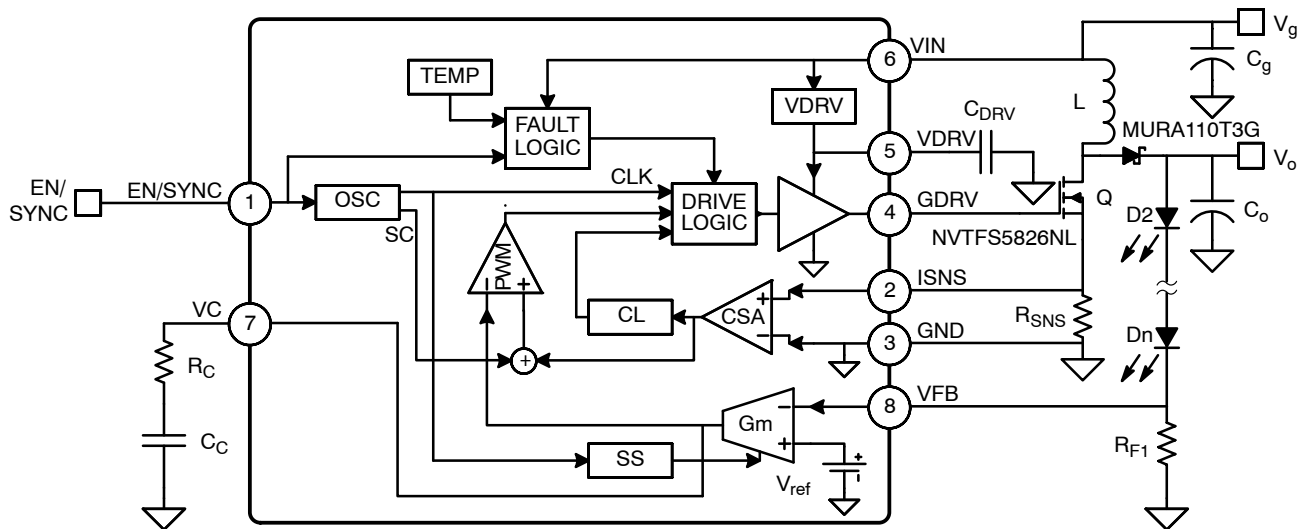 VIN
6
V_g
C_g
TEMP
FAULT
LOGIC
VDRV
C_DRV
L
MURA110T3G
5
VDRV
V_o
EN/
SYNC
EN/SYNC
1
OSC
CLK
SC
DRIVE
LOGIC
4
GDRV
Q
NVTFS5826NL
D2
C_o
PWM
−
+
2
ISNS
R_SNS
VC
7
CL
CSA
+
−
3
GND
Dn
R_C
+
8
VFB
Gm
−
+
C_C
SS
V_ref
+
-
R_F1